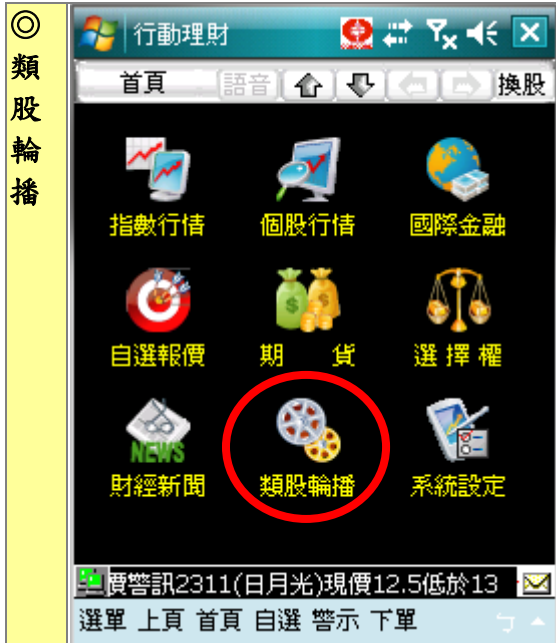 ◎類股輪播
行動理財
首頁 語音 換股
指數行情 個股行情 國際金融
自選報價 期 貨 選擇權
NEWS
財經新聞 類股輪播 系統設定
價警訊2311(日月光)現價12.5低於13
選單 上頁 首頁 自選 警示 下單 ㄅ